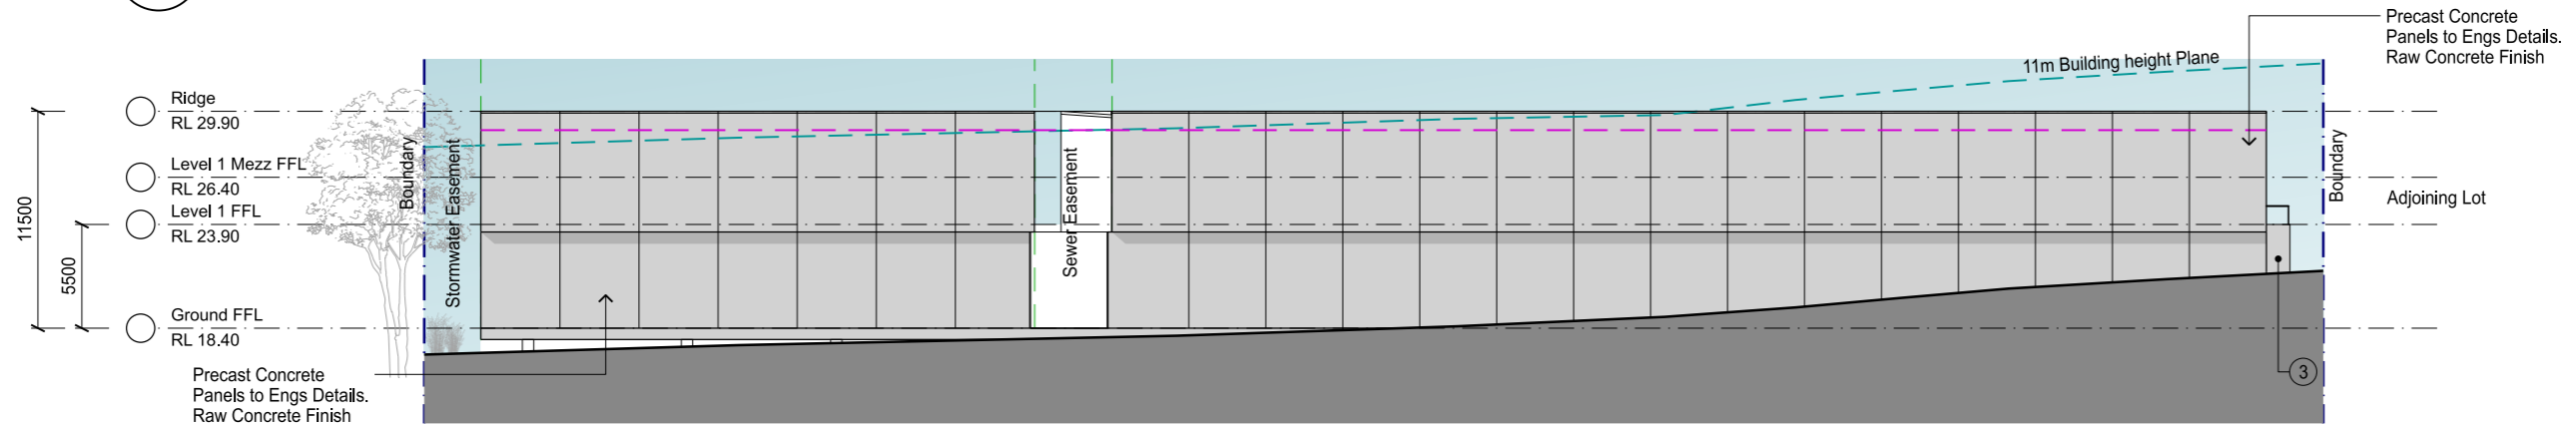 Precast Concrete
Panels to Engs Details.
Raw Concrete Finish
11m Building height Plane
Ridge
RL 29.90
Level 1 Mezz FFL
RL 26.40
Level 1 FFL
RL 23.90
Ground FFL
RL 18.40
11500
5500
Boundary
Stormwater Easement
Sewer Easement
Boundary
Adjoining Lot
3
Precast Concrete
Panels to Engs Details.
Raw Concrete Finish